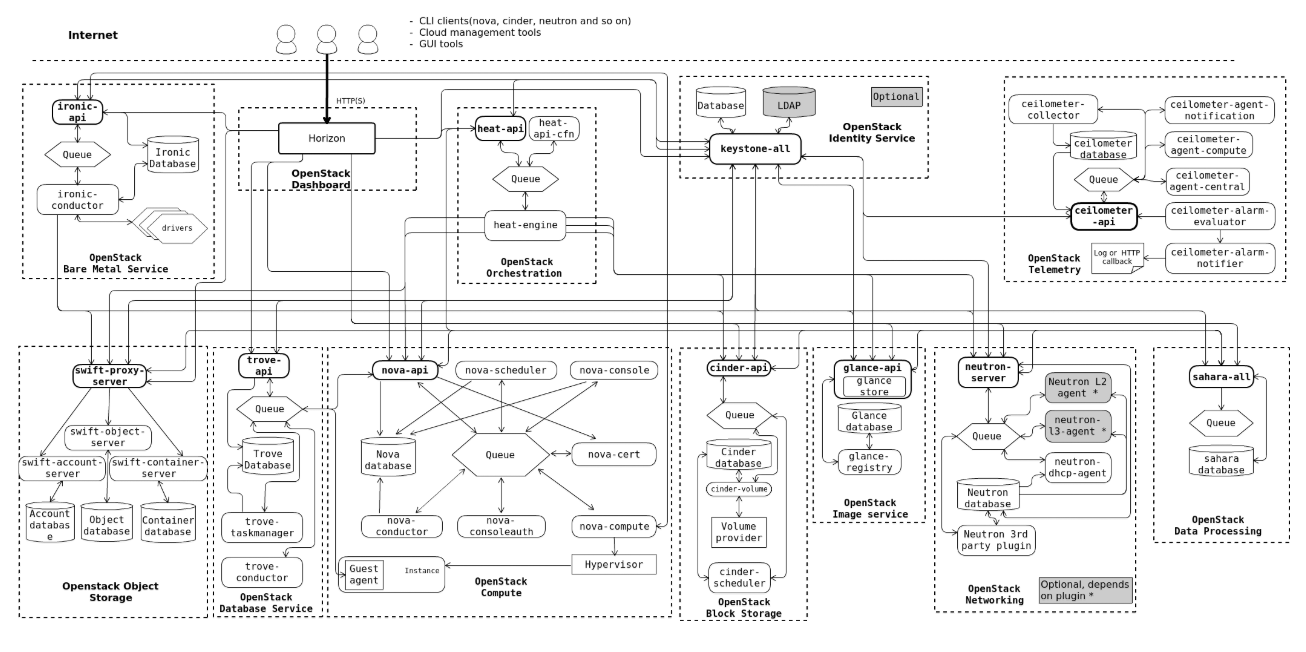 Internet
- CLI clients(nova, cinder, neutron and so on)
- Cloud management tools
- GUI tools
HTTP(S)
ironic-
api
Queue
Ironic
Database
ironic-
conductor
drivers
OpenStack
Bare Metal Service
Horizon
OpenStack
Dashboard
heat-api
heat-
api-cfn
Queue
heat-engine
OpenStack
Orchestration
Database
LDAP
Optional
keystone-all
OpenStack
Identity Service
ceilometer-
collector
ceilometer-agent-
notification
ceilometer
database
ceilometer-
agent-compute
Queue
ceilometer-
agent-central
ceilometer
-api
ceilometer-alarm-
evaluator
Log or HTTP
callback
ceilometer-alarm-
notifier
OpenStack
Telemetry
swift-proxy-
server
swift-object-
server
swift-account-
server
swift-container-
server
Account
databas
e
Object
database
Container
database
Openstack Object
Storage
trove-
api
Queue
Trove
Database
trove-
taskmanager
trove-
conductor
OpenStack
Database Service
nova-api
nova-scheduler
nova-console
Nova
database
Queue
nova-cert
nova-
conductor
nova-
consoleauth
nova-compute
Guest
agent
Instance
Hypervisor
OpenStack
Compute
cinder-api
Queue
Cinder
database
cinder-volume
Volume
provider
cinder-
scheduler
OpenStack
Block Storage
glance-api
glance
store
Glance
database
glance-
registry
OpenStack
Image service
neutron-
server
Neutron L2
agent *
Queue
neutron-
l3-agent *
neutron-
dhcp-agent
Neutron
database
Neutron 3rd
party plugin
OpenStack
Networking
Optional, depends
on plugin *
sahara-all
Queue
sahara
database
OpenStack
Data Processing